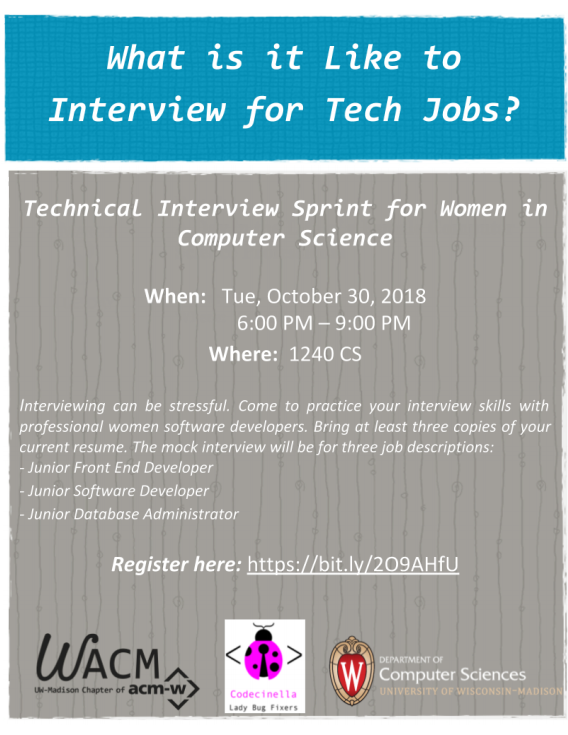 What is it Like to
Interview for Tech Jobs?
Technical Interview Sprint for Women in
Computer Science
When: Tue, October 30, 2018
6:00 PM – 9:00 PM
Where: 1240 CS
Interviewing can be stressful. Come to practice your interview skills with
professional women software developers. Bring at least three copies of your
current resume. The mock interview will be for three job descriptions:
- Junior Front End Developer
- Junior Software Developer
- Junior Database Administrator
Register here: https://bit.ly/2O9AHfU
WACM
UW-Madison Chapter of acm-w
< >
Codecinella
Lady Bug Fixers
W
DEPARTMENT OF
Computer Sciences
UNIVERSITY OF WISCONSIN-MADISON